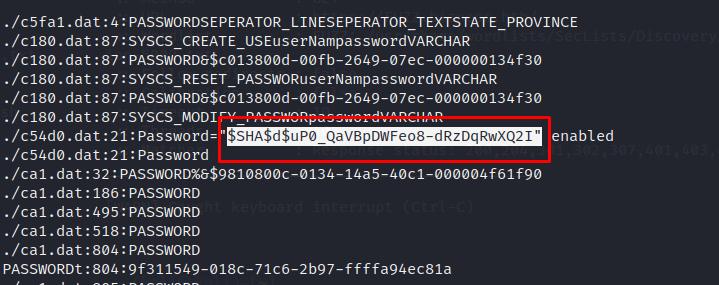 ./c5fa1.dat:4:PASSWORDSEPERATOR_LINESEPERATOR_TEXTSTATE_PROVINCE
./c180.dat:87:SYSCS_CREATE_USEuserNampasswordVARCHAR
./c180.dat:87:PASSWORD&$c013800d-00fb-2649-07ec-000000134f30
./c180.dat:87:SYSCS_RESET_PASSWORuserNampasswordVARCHAR
./c180.dat:87:PASSWORD&$c013800d-00fb-2649-07ec-000000134f30
./c180.dat:87:SYSCS_MODIFY_PASSWORpasswordVARCHAR
./c54d0.dat:21:Password="$SHA$d$uP0_QaVBpDWFeo8-dRzDqRwXQ2I" enabled
./c54d0.dat:21:Password
./ca1.dat:32:PASSWORD%&$9810800c-0134-14a5-40c1-000004f61f90
./ca1.dat:186:PASSWORD
./ca1.dat:495:PASSWORD
./ca1.dat:518:PASSWORD
./ca1.dat:804:PASSWORD
PASSWORDt:804:9f311549-018c-71c6-2b97-ffffa94ec81a